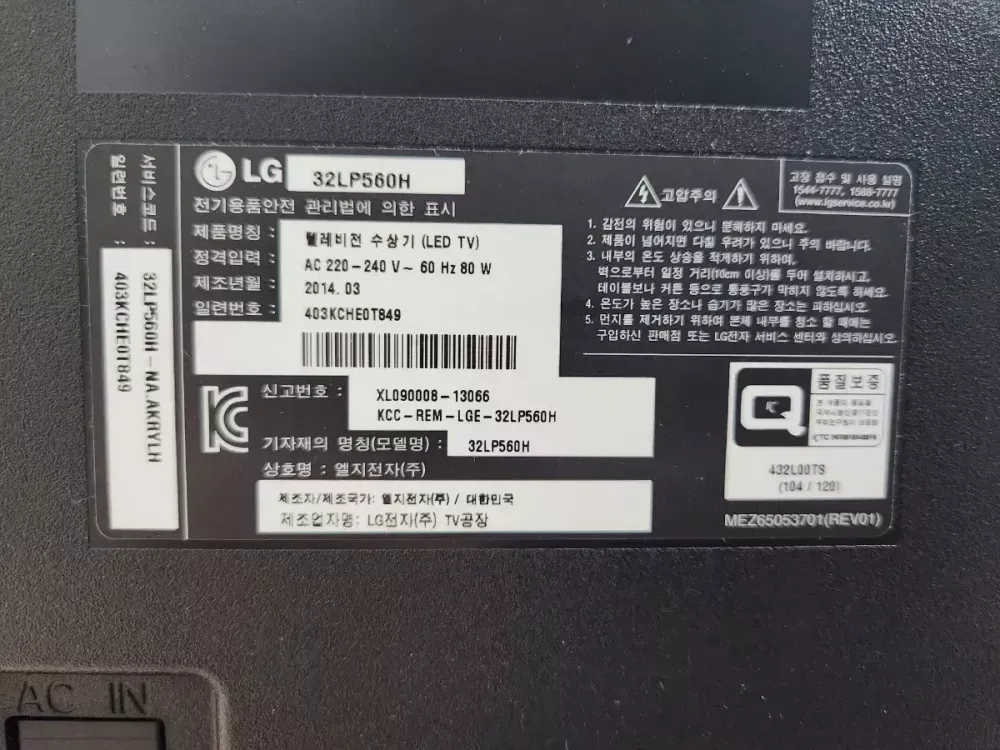 LG 32LP560H
전기용품안전 관리법에 의한 표시
제품명칭 : 텔레비전 수상기 (LED TV)
정격입력 : AC 220-240 V~ 60 Hz 80 W
제조년월 : 2014. 03
일련번호 : 403KCHE0T849
신고번호 : XL090008-13066
KCC-REM-LGE-32LP560H
기자재의 명칭(모델명) : 32LP560H
상호명 : 엘지전자(주)
제조자/제조국가: 엘지전자(주) / 대한민국
제조업자명: LG전자(주) TV공장
서비스코드 : 32LP560H-NA.AKRYLH
일련번호 : 403KCHE0T849
고압주의
고장 접수 및 사용 설명
1544-7777, 1588-7777
(www.lgservice.co.kr)
1. 감전의 위험이 있으니 분해하지 마세요.
2. 제품이 넘어지면 다칠 우려가 있으니 주의 바랍니다.
3. 내부의 온도 상승을 적게하기 위하여,
벽으로부터 일정 거리(10cm 이상)를 두어 설치하시고,
테이블보나 커튼 등으로 통풍구가 막히지 않도록 하세요.
4. 온도가 높은 장소나 습기가 많은 장소는 피하십시오.
5. 먼지를 제거하기 위하여 본체 내부를 청소 할 때에는
구입하신 판매점 또는 LG전자 서비스 센터와 상의하십시오.
품질보증
432L00TS
(104 / 120)
MEZ65053701(REV01)
AC IN